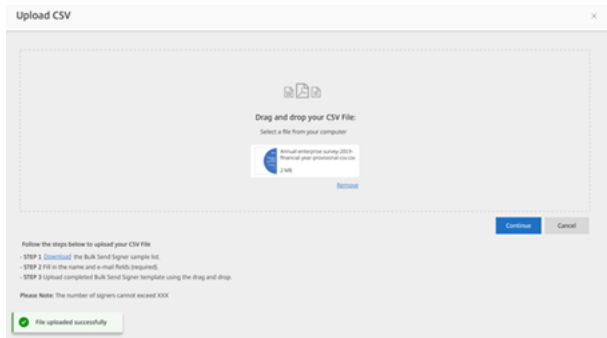 Upload CSV
Drag and drop your CSV File:
Select a file from your computer
Annual-enterprise-survey-2019-
financial-year-provisional-csv.csv
2 MB
Remove
Continue
Cancel
Follow the steps below to upload your CSV File
- STEP 1 Download the Bulk Send Signer sample list.
- STEP 2 Fill in the name and e-mail fields (required).
- STEP 3 Upload completed Bulk Send Signer template using the drag and drop.
Please Note: The number of signers cannot exceed XXX
File uploaded successfully